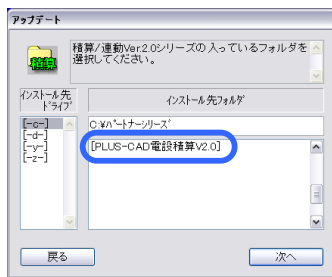 アップデート
積算/連動Ver.2.0シリーズの入っているフォルダを
選択してください。
積算
インストール先
ドライブ
インストール先フォルダ
[-c-]
[-d-]
[-y-]
[-z-]
C:¥ﾊﾟｰﾄﾅｰｼﾘｰｽﾞ
[PLUS-CAD電設積算V2.0]
戻る
次へ